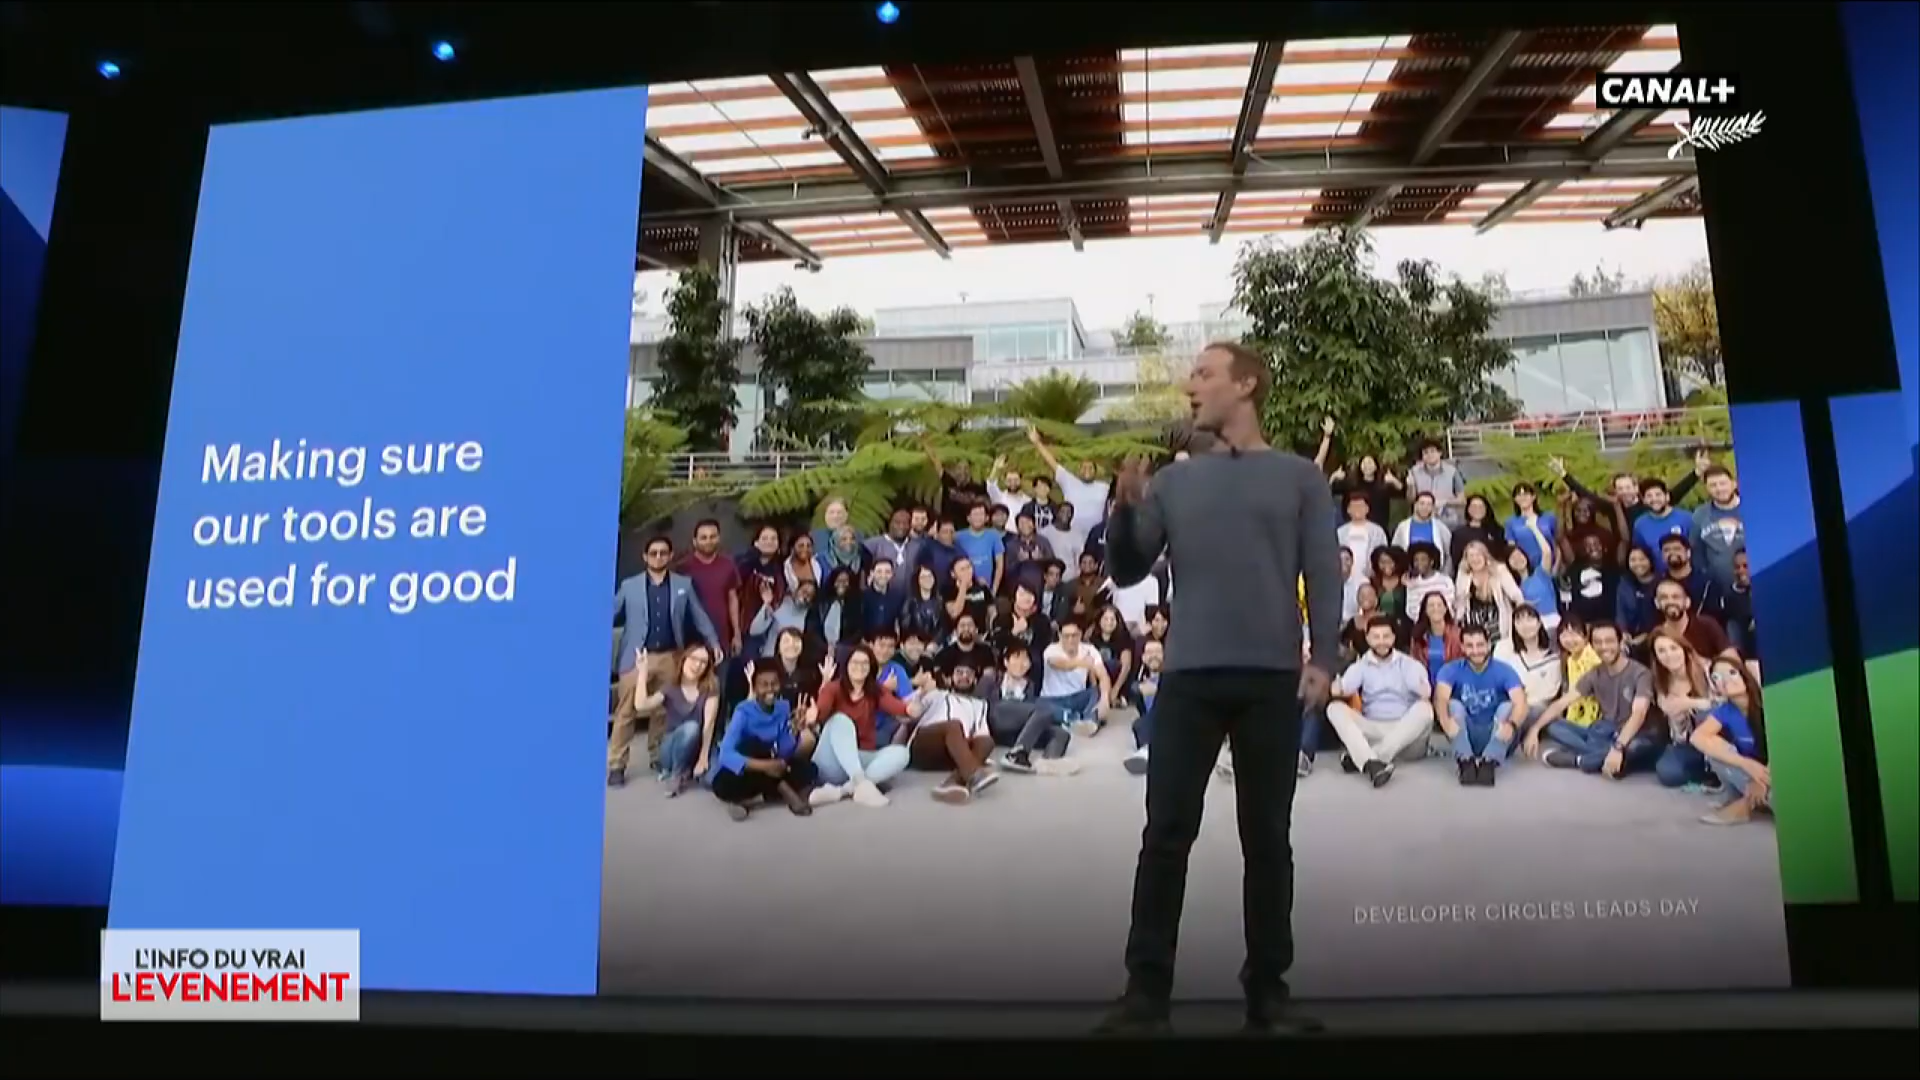 CANAL+
Making sure
our tools are
used for good
DEVELOPER CIRCLES LEADS DAY
L'INFO DU VRAI
L'EVENEMENT